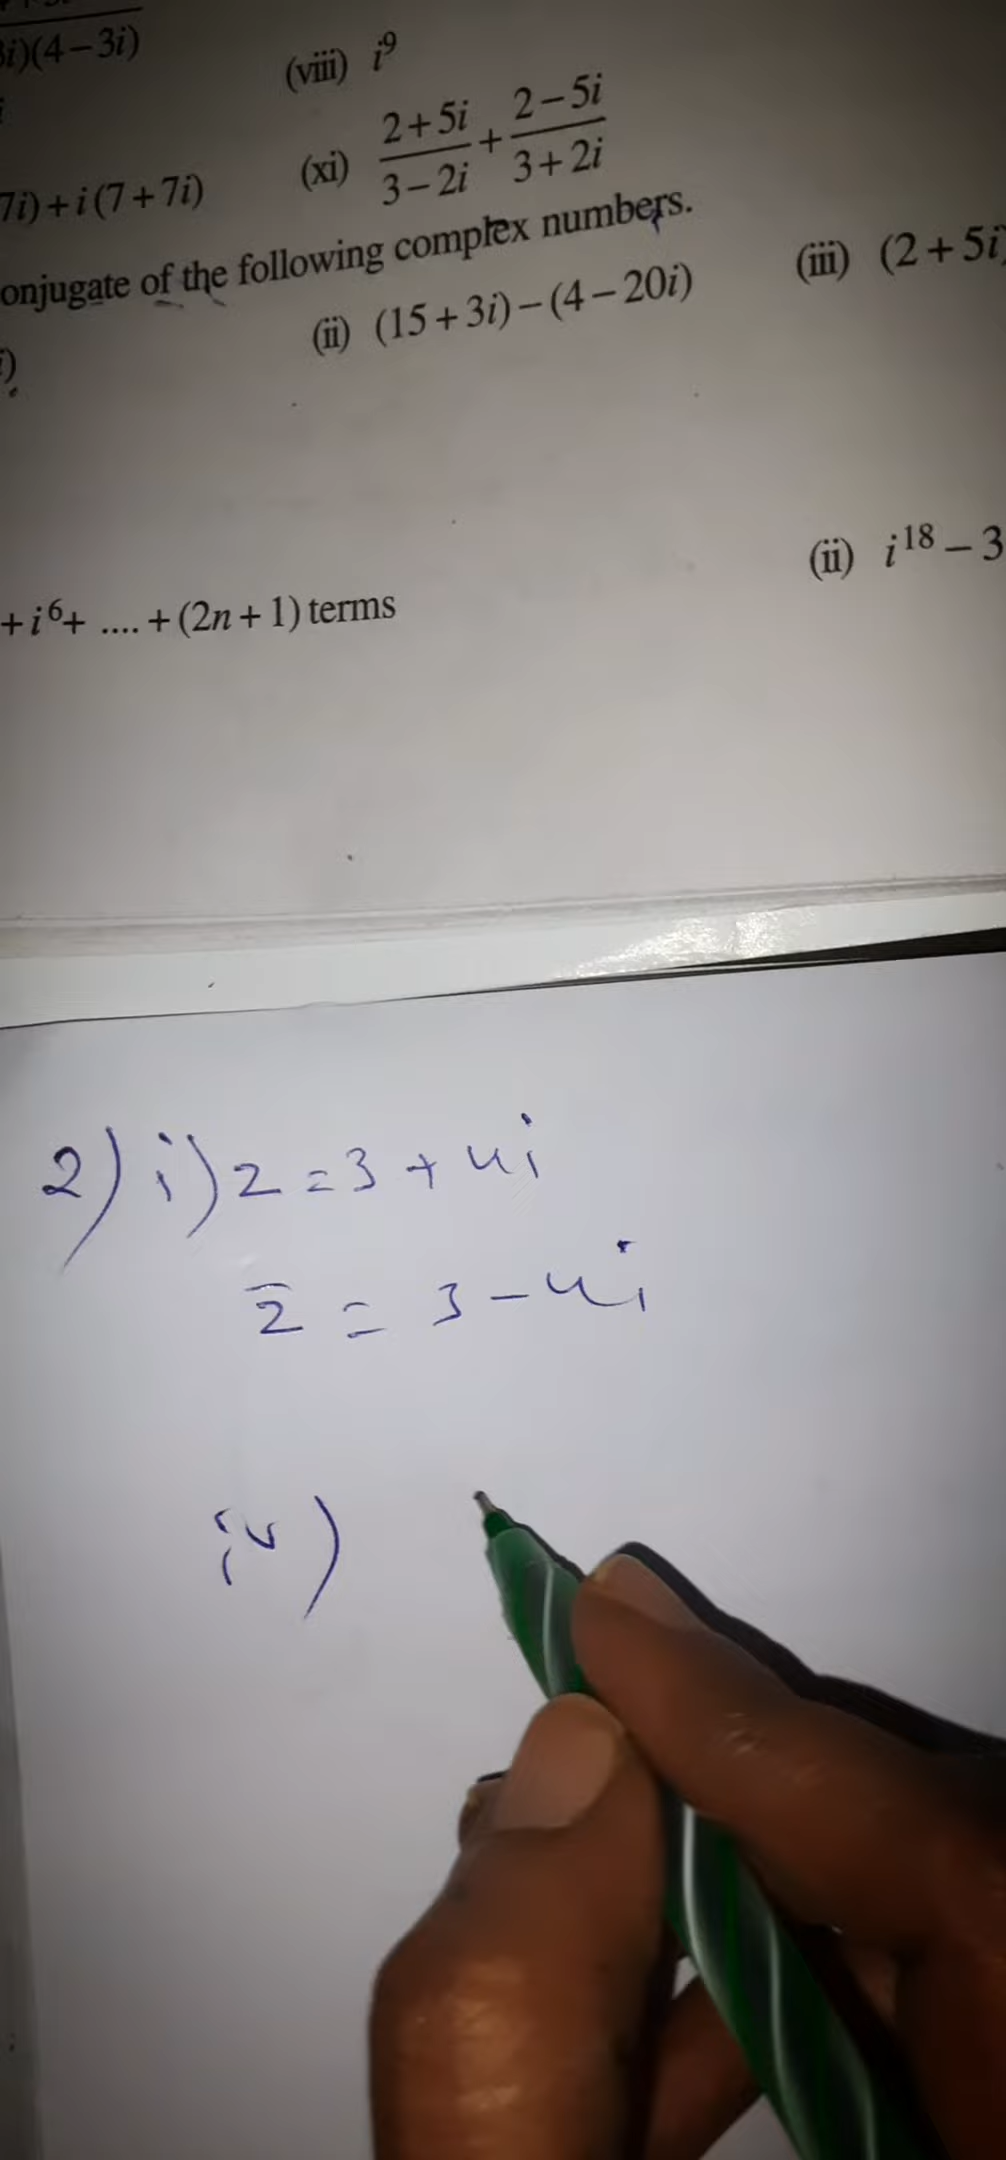 i)(4-3i)
(viii) i⁹
7i)+i(7+7i)
(xi) (2+5i)/(3-2i) + (2-5i)/(3+2i)
onjugate of the following complex numbers.
(ii) (15+3i)-(4-20i)
(iii) (2+5i)
i)
(ii) i¹⁸-3
+i⁶+ ....+(2n+1) terms
2) i) z = 3 + 4i
z̅ = 3 - 4i
iv)